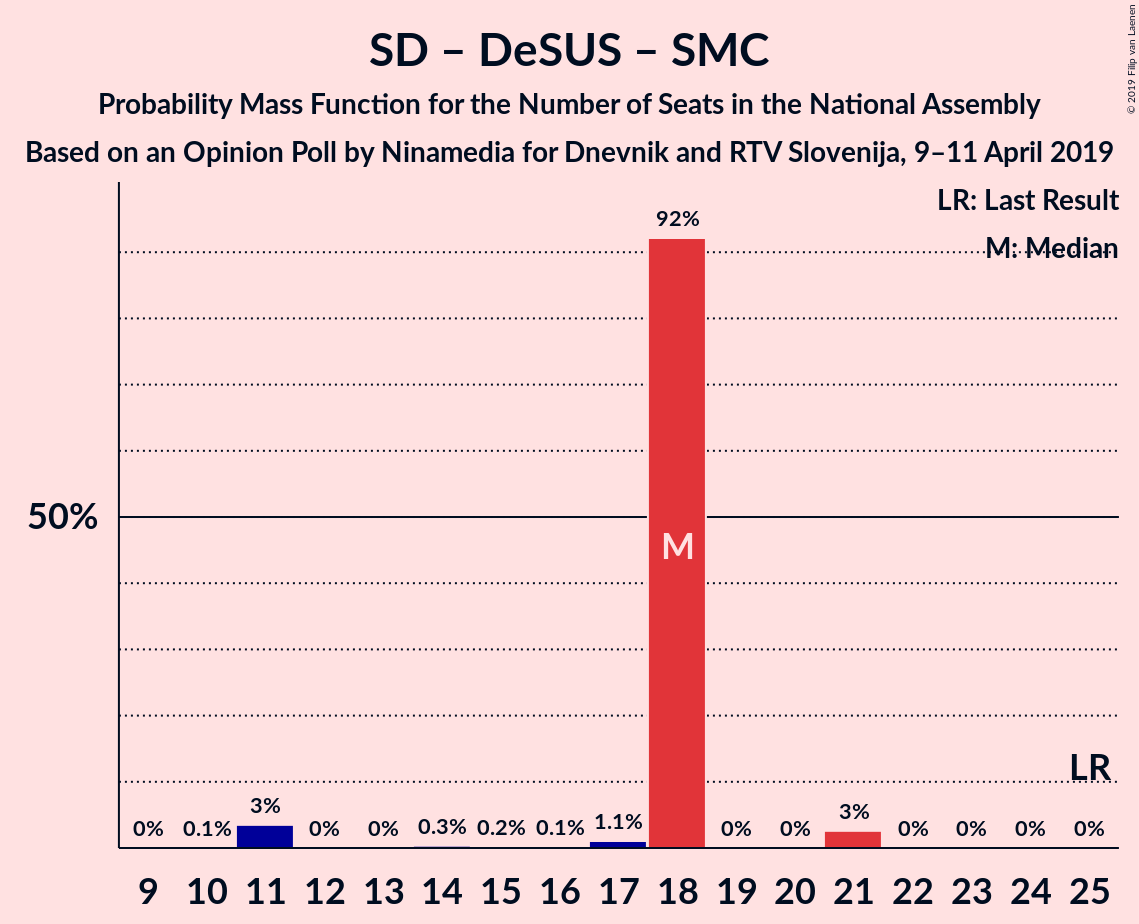 SD – DeSUS – SMC
Probability Mass Function for the Number of Seats in the National Assembly
Based on an Opinion Poll by Ninamedia for Dnevnik and RTV Slovenija, 9–11 April 2019
© 2019 Filip van Laenen
LR: Last Result
M: Median
92%
50%
M
LR
0% 0.1% 3% 0% 0% 0.3% 0.2% 0.1% 1.1% 0% 0% 3% 0% 0% 0% 0%
9 10 11 12 13 14 15 16 17 18 19 20 21 22 23 24 25